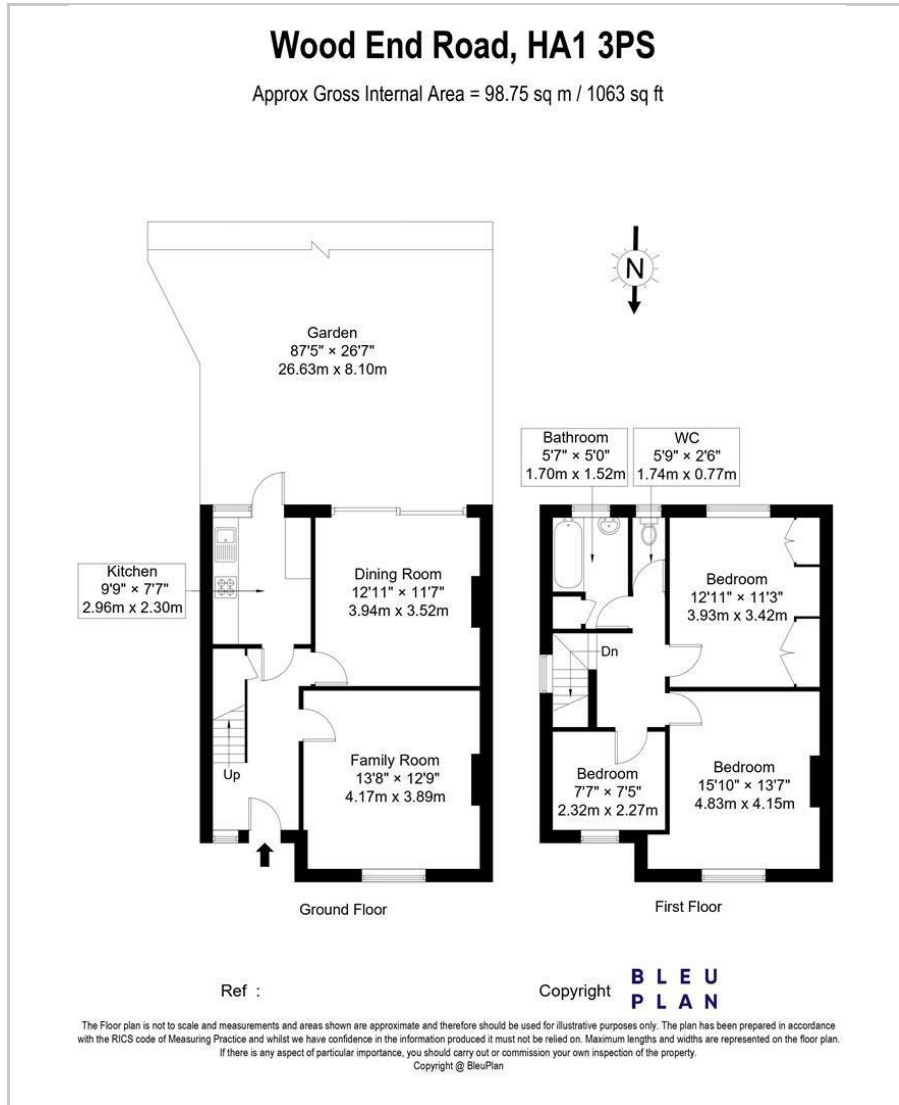 Wood End Road, HA1 3PS
Approx Gross Internal Area = 98.75 sq m / 1063 sq ft
N
Garden
87'5" × 26'7"
26.63m x 8.10m
Bathroom
5'7" × 5'0"
1.70m x 1.52m
WC
5'9" × 2'6"
1.74m x 0.77m
Kitchen
9'9" × 7'7"
2.96m x 2.30m
Dining Room
12'11" × 11'7"
3.94m x 3.52m
Bedroom
12'11" × 11'3"
3.93m x 3.42m
Dn
Up
Family Room
13'8" × 12'9"
4.17m x 3.89m
Bedroom
7'7" × 7'5"
2.32m x 2.27m
Bedroom
15'10" × 13'7"
4.83m x 4.15m
Ground Floor
First Floor
Ref :
Copyright
BLEU
PLAN
The Floor plan is not to scale and measurements and areas shown are approximate and therefore should be used for illustrative purposes only. The plan has been prepared in accordance
with the RICS code of Measuring Practice and whilst we have confidence in the information produced it must not be relied on. Maximum lengths and widths are represented on the floor plan.
If there is any aspect of particular importance, you should carry out or commission your own inspection of the property.
Copyright @ BleuPlan